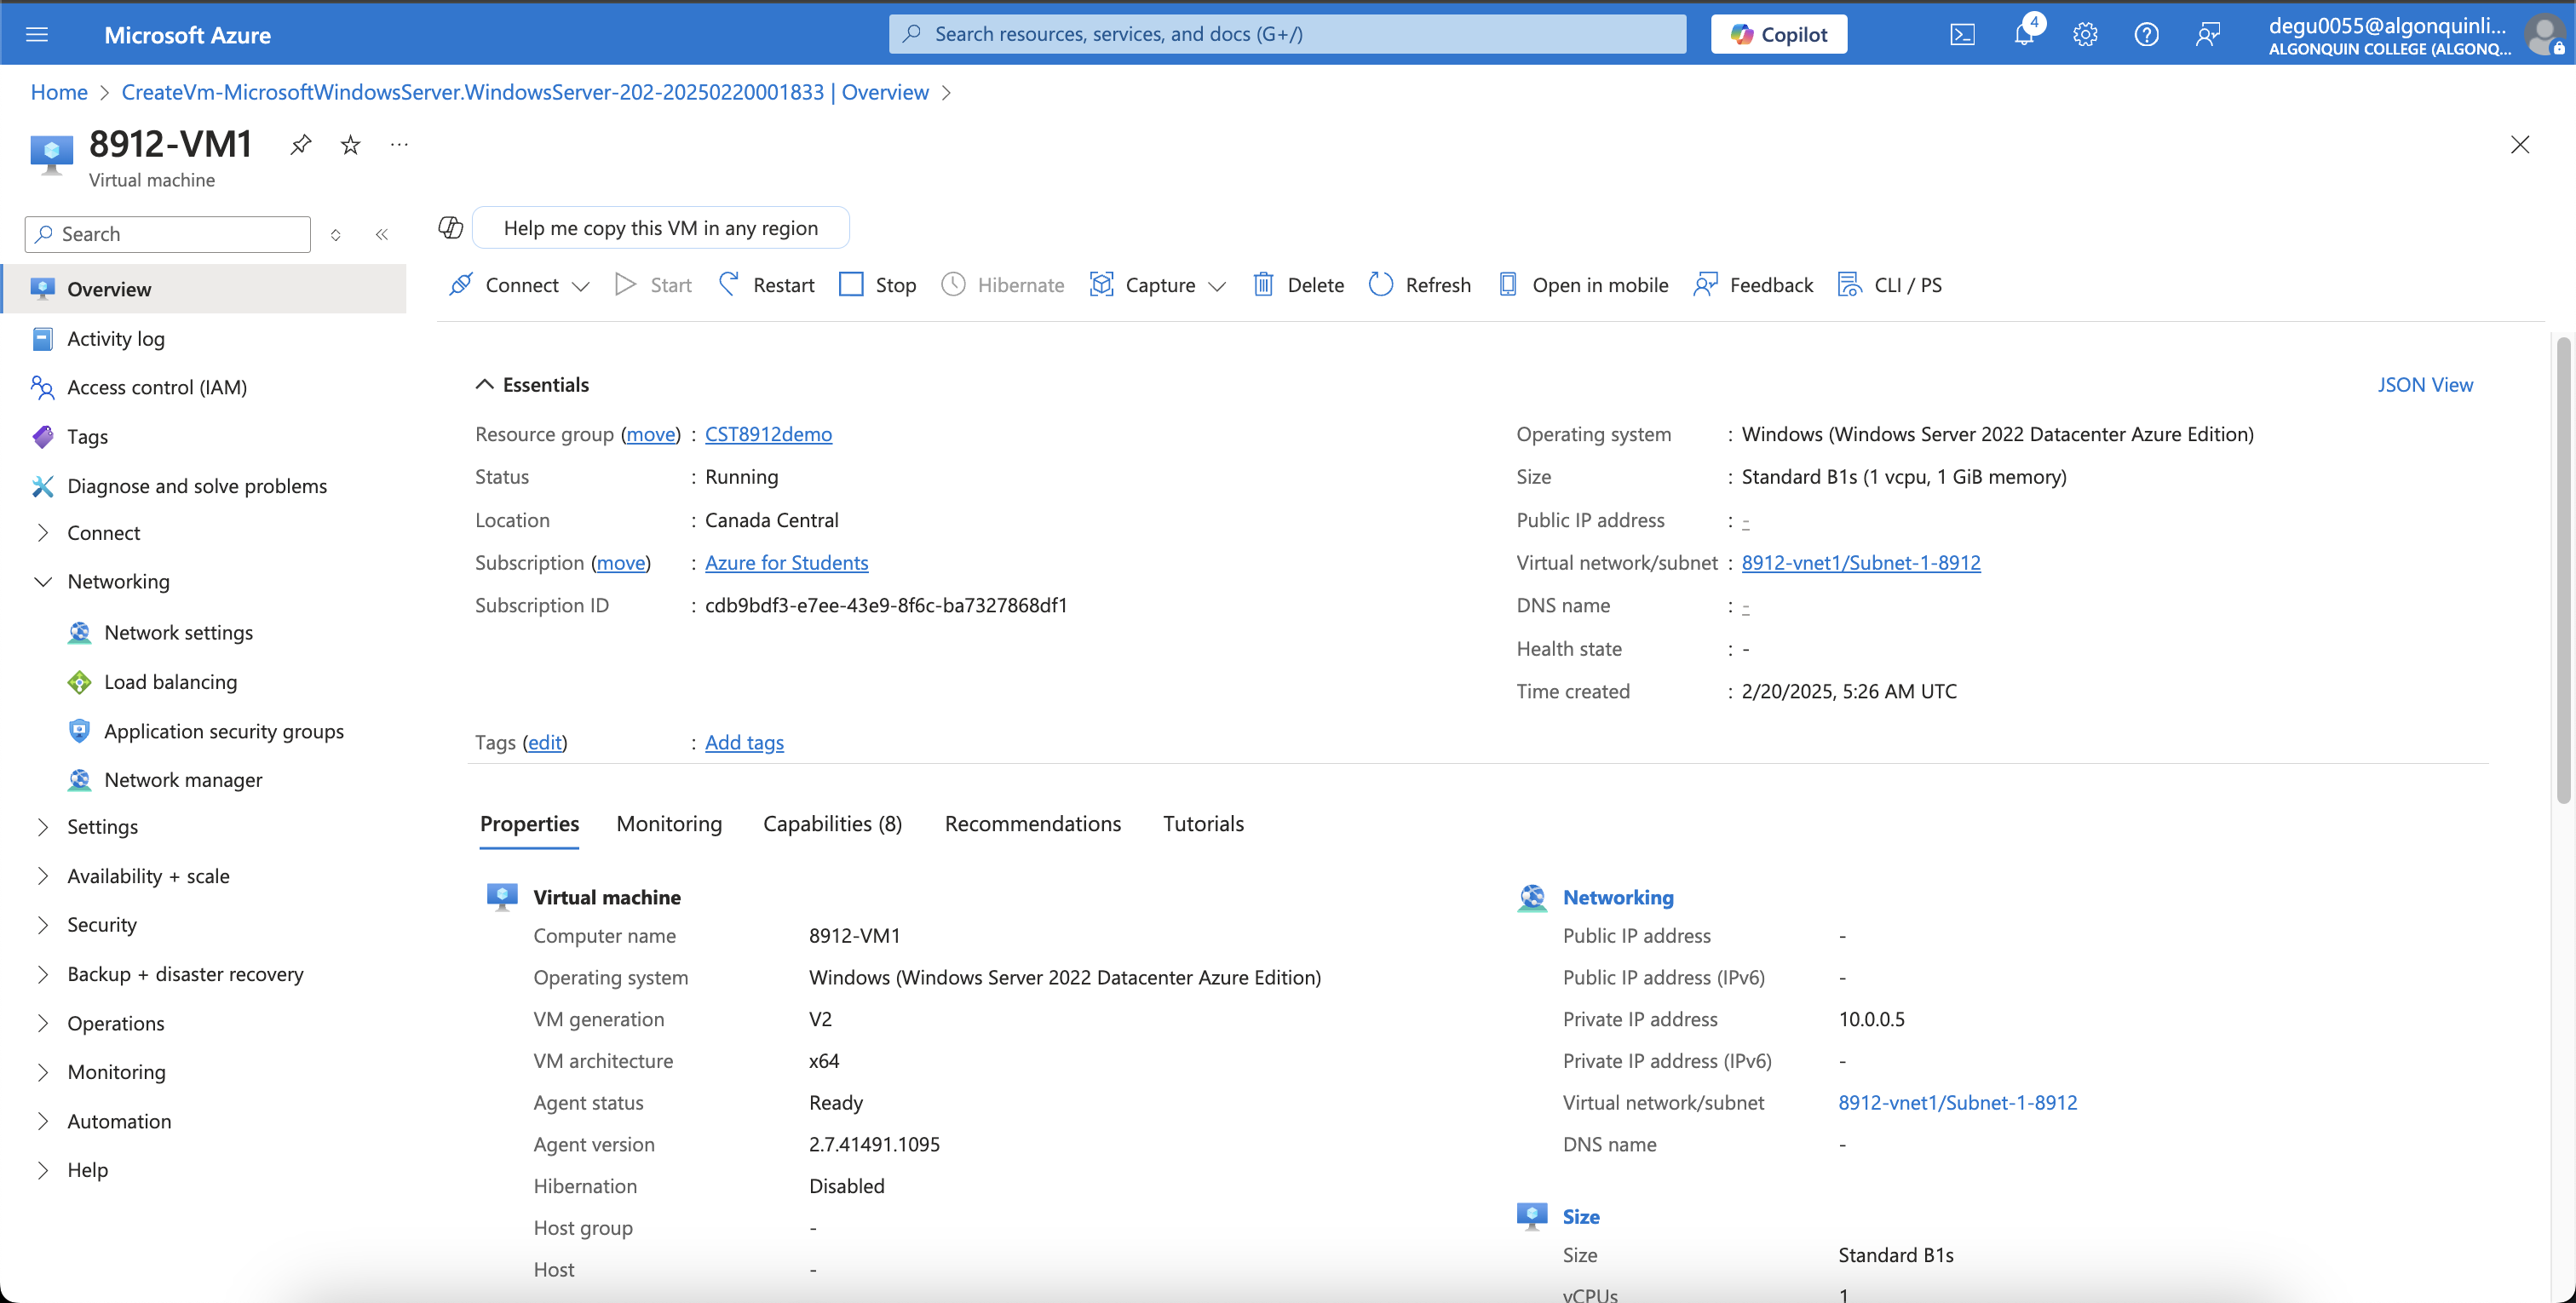 Microsoft Azure
Search resources, services, and docs (G+/)
Copilot
4
degu0055@algonquinli...
ALGONQUIN COLLEGE (ALGONQ...
Home > CreateVm-MicrosoftWindowsServer.WindowsServer-202-20250220001833 | Overview >
8912-VM1
Virtual machine
Search
Help me copy this VM in any region
Connect Start Restart Stop Hibernate Capture Delete Refresh Open in mobile Feedback CLI / PS
Overview
Activity log
Access control (IAM)
Tags
Diagnose and solve problems
Connect
Networking
Network settings
Load balancing
Application security groups
Network manager
Settings
Availability + scale
Security
Backup + disaster recovery
Operations
Monitoring
Automation
Help
Essentials
JSON View
Resource group (move) : CST8912demo
Status : Running
Location : Canada Central
Subscription (move) : Azure for Students
Subscription ID : cdb9bdf3-e7ee-43e9-8f6c-ba7327868df1
Operating system : Windows (Windows Server 2022 Datacenter Azure Edition)
Size : Standard B1s (1 vcpu, 1 GiB memory)
Public IP address : -
Virtual network/subnet : 8912-vnet1/Subnet-1-8912
DNS name : -
Health state : -
Time created : 2/20/2025, 5:26 AM UTC
Tags (edit) : Add tags
Properties Monitoring Capabilities (8) Recommendations Tutorials
Virtual machine
Computer name 8912-VM1
Operating system Windows (Windows Server 2022 Datacenter Azure Edition)
VM generation V2
VM architecture x64
Agent status Ready
Agent version 2.7.41491.1095
Hibernation Disabled
Host group -
Host -
Networking
Public IP address -
Public IP address (IPv6) -
Private IP address 10.0.0.5
Private IP address (IPv6) -
Virtual network/subnet 8912-vnet1/Subnet-1-8912
DNS name -
Size
Size Standard B1s
vCPUs 1